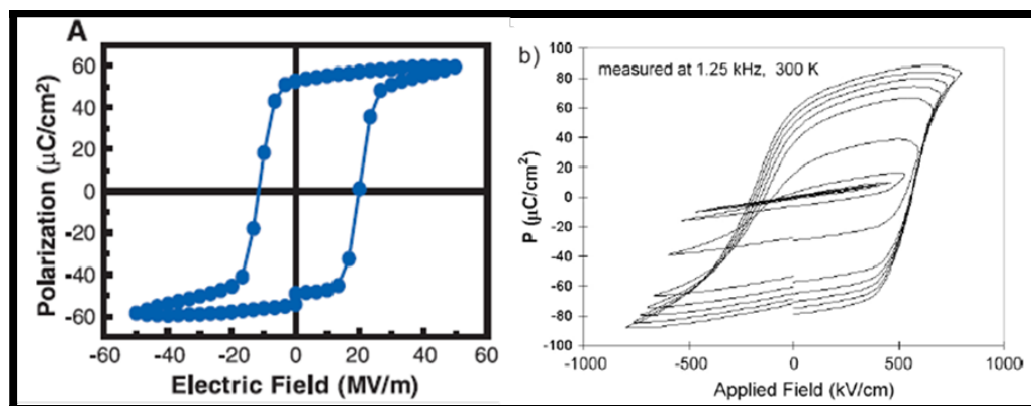 A
60
40
20
0
-20
-40
-60
Polarization (µC/cm2)
-60 -40 -20 0 20 40 60
Electric Field (MV/m)
b)
measured at 1.25 kHz, 300 K
100
80
60
40
20
0
-20
-40
-60
-80
-100
P (µC/cm²)
-1000 -500 0 500 1000
Applied Field (kV/cm)